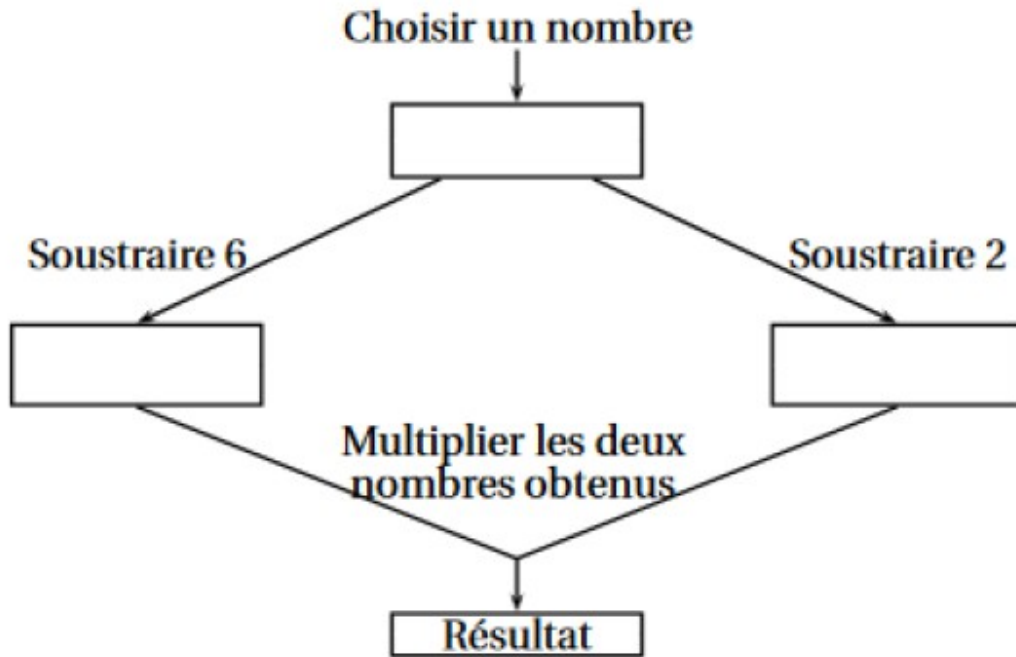 Choisir un nombre
Soustraire 6
Soustraire 2
Multiplier les deux
nombres obtenus
Résultat